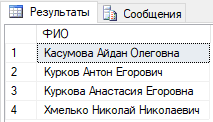 Результаты Сообщения
ФИО
1 Касумова Айдан Олеговна
2 Курков Антон Егорович
3 Куркова Анастасия Егоровна
4 Хмелько Николай Николаевич